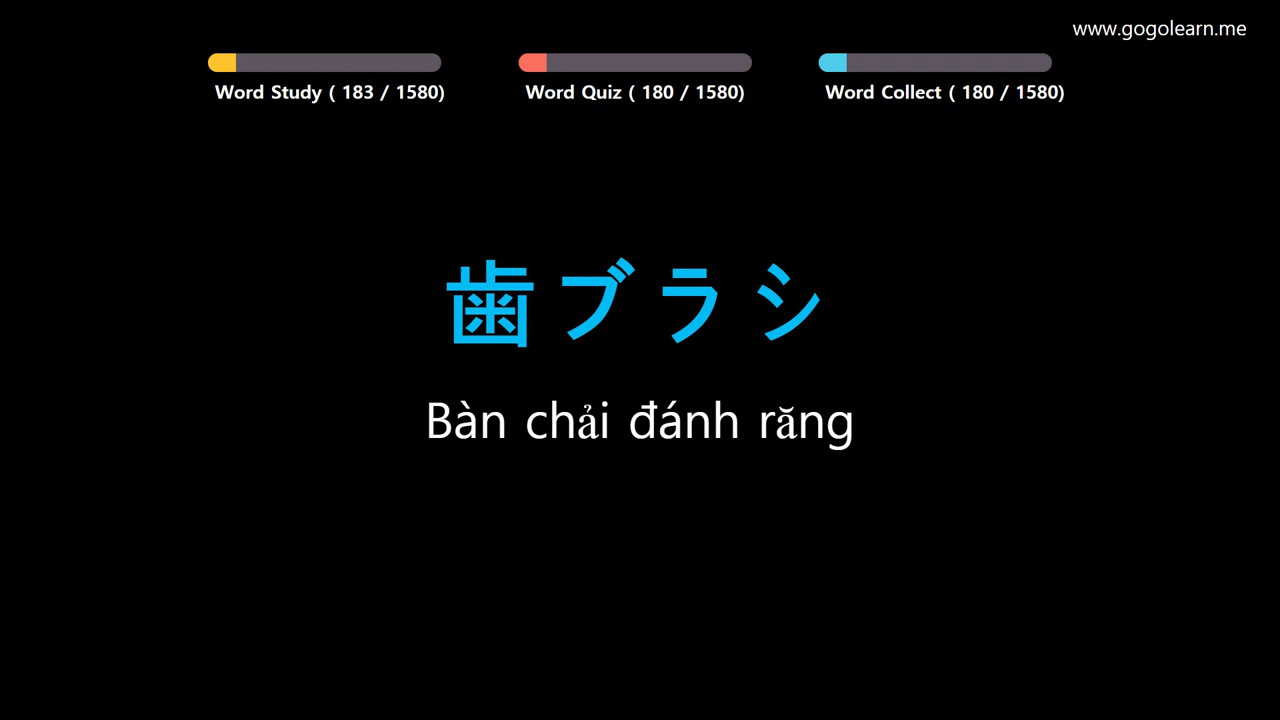 www.gogolearn.me
Word Study ( 183 / 1580)
Word Quiz ( 180 / 1580)
Word Collect ( 180 / 1580)
歯ブラシ
Bàn chải đánh răng